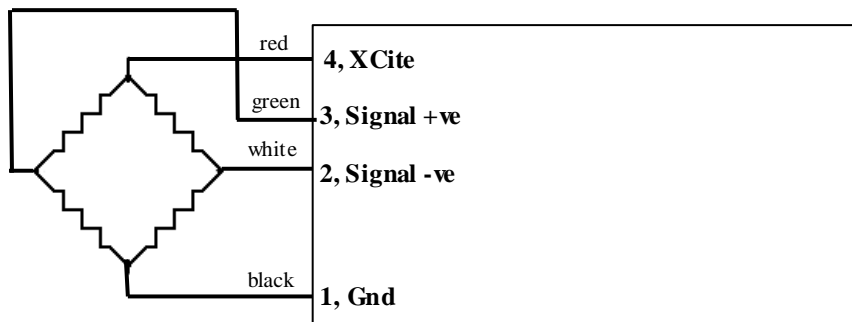 red
4, XCite
green
3, Signal +ve
white
2, Signal -ve
black
1, Gnd